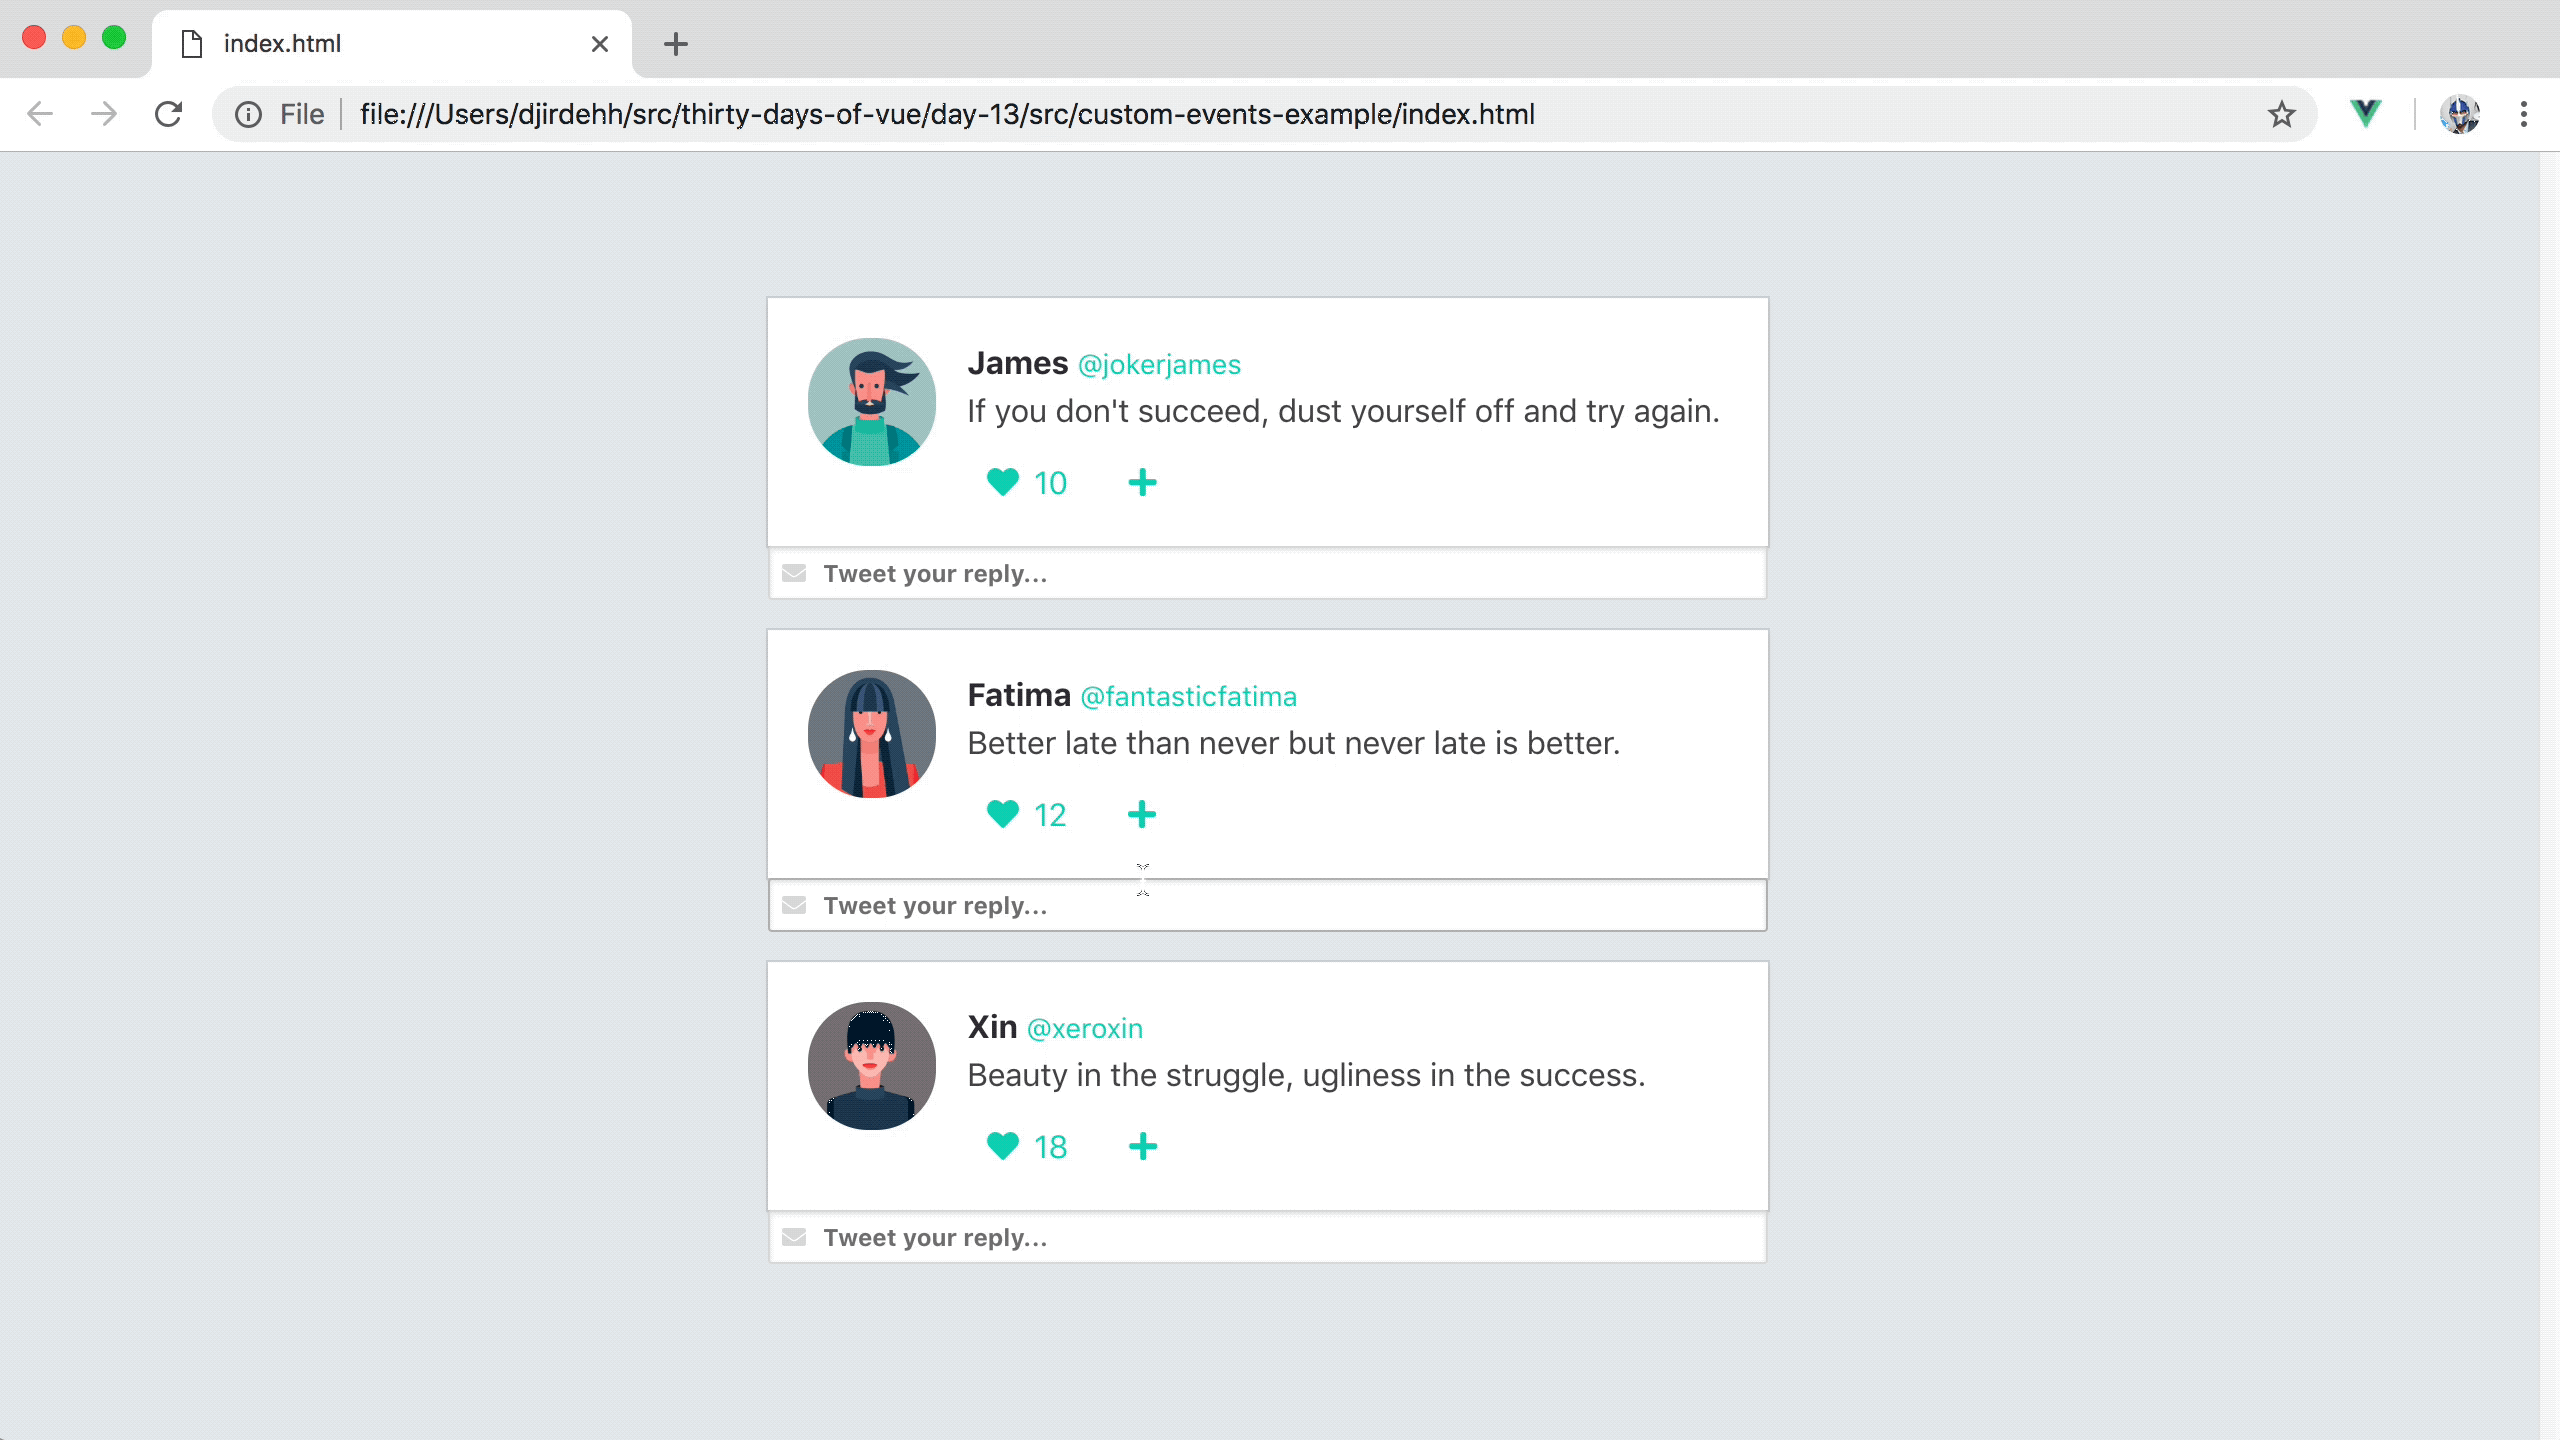 index.html
File file:///Users/djirdehh/src/thirty-days-of-vue/day-13/src/custom-events-example/index.html
James @jokerjames
If you don't succeed, dust yourself off and try again.
10
Tweet your reply...
Fatima @fantasticfatima
Better late than never but never late is better.
12
Tweet your reply...
Xin @xeroxin
Beauty in the struggle, ugliness in the success.
18
Tweet your reply...